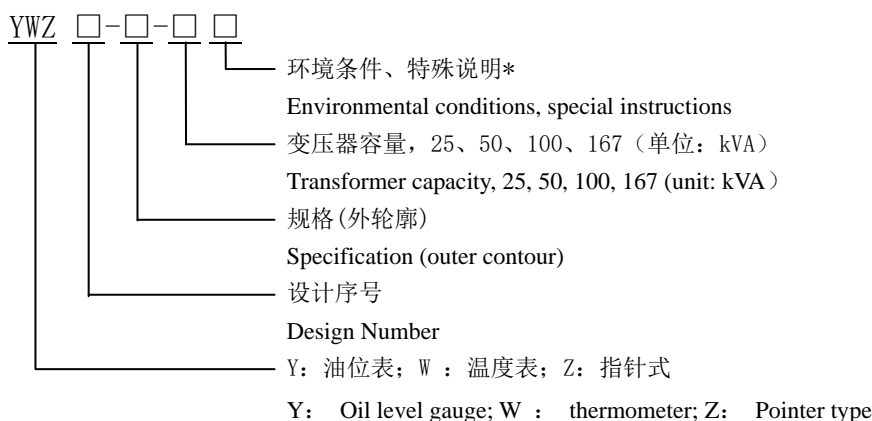 YWZ □-□-□ □
环境条件、特殊说明*
Environmental conditions, special instructions
变压器容量，25、50、100、167（单位：kVA）
Transformer capacity, 25, 50, 100, 167 (unit: kVA）
规格(外轮廓)
Specification (outer contour)
设计序号
Design Number
Y：油位表；W ：温度表；Z：指针式
Y： Oil level gauge; W ： thermometer; Z： Pointer type